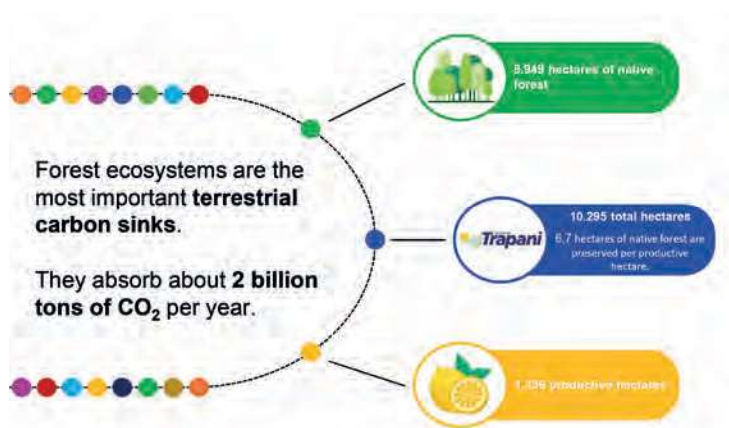 8.949 hectares of native
forest
Forest ecosystems are the
most important terrestrial
carbon sinks.
10.295 total hectares
Trapani
6,7 hectares of native forest are
preserved per productive
hectare.
They absorb about 2 billion
tons of CO₂ per year.
productive hectares